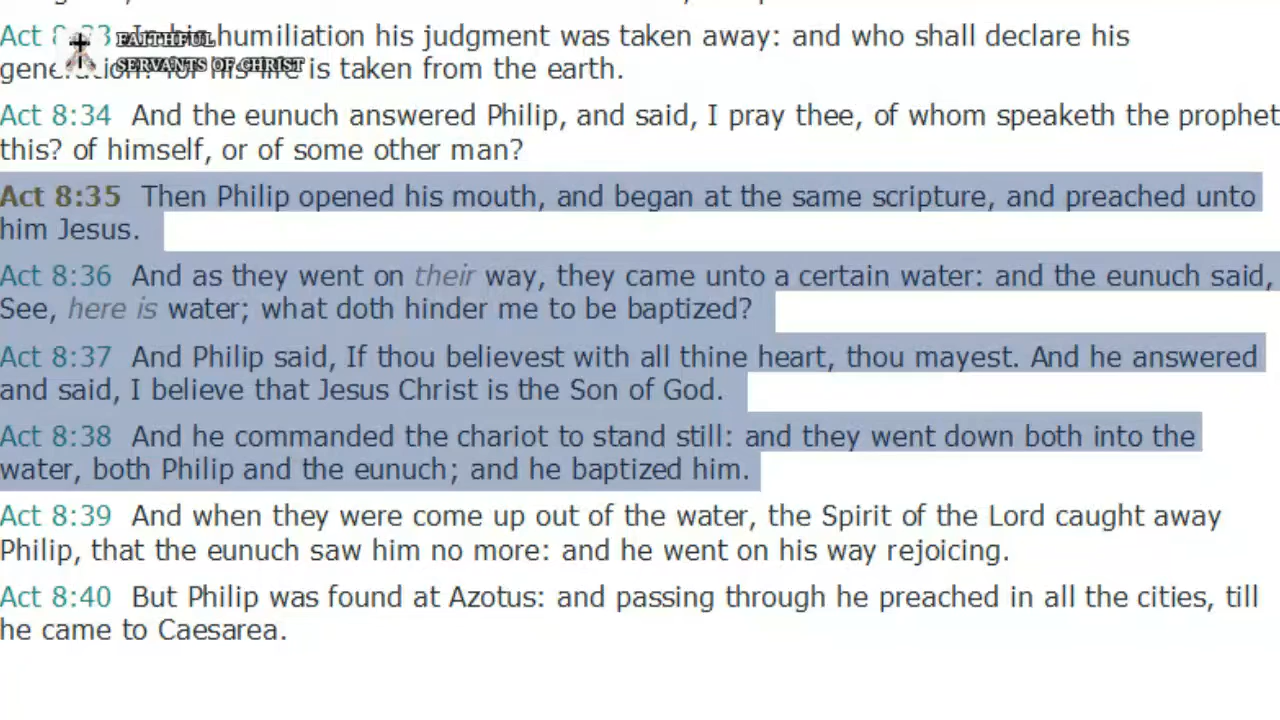 Act humiliation his judgment was taken away: and who shall declare his
is taken from the earth.
FAITHFUL
SERVANTS OF CHRIST
Act 8:34 And the eunuch answered Philip, and said, I pray thee, of whom speaketh the prophet
this? of himself, or of some other man?
Act 8:35 Then Philip opened his mouth, and began at the same scripture, and preached unto
him Jesus.
Act 8:36 And as they went on their way, they came unto a certain water: and the eunuch said,
See, here is water; what doth hinder me to be baptized?
Act 8:37 And Philip said, If thou believest with all thine heart, thou mayest. And he answered
and said, I believe that Jesus Christ is the Son of God.
Act 8:38 And he commanded the chariot to stand still: and they went down both into the
water, both Philip and the eunuch; and he baptized him.
Act 8:39 And when they were come up out of the water, the Spirit of the Lord caught away
Philip, that the eunuch saw him no more: and he went on his way rejoicing.
Act 8:40 But Philip was found at Azotus: and passing through he preached in all the cities, till
he came to Caesarea.